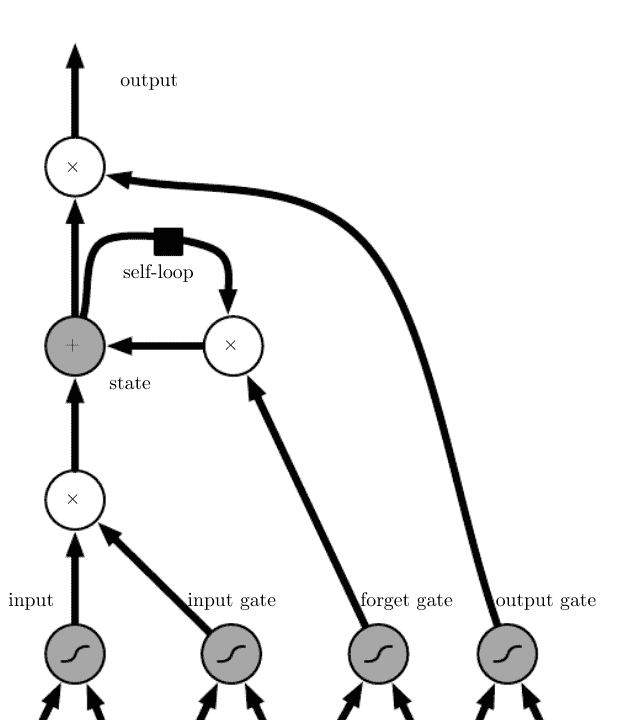 output
×
self-loop
+
×
state
×
input
input gate
forget gate
output gate